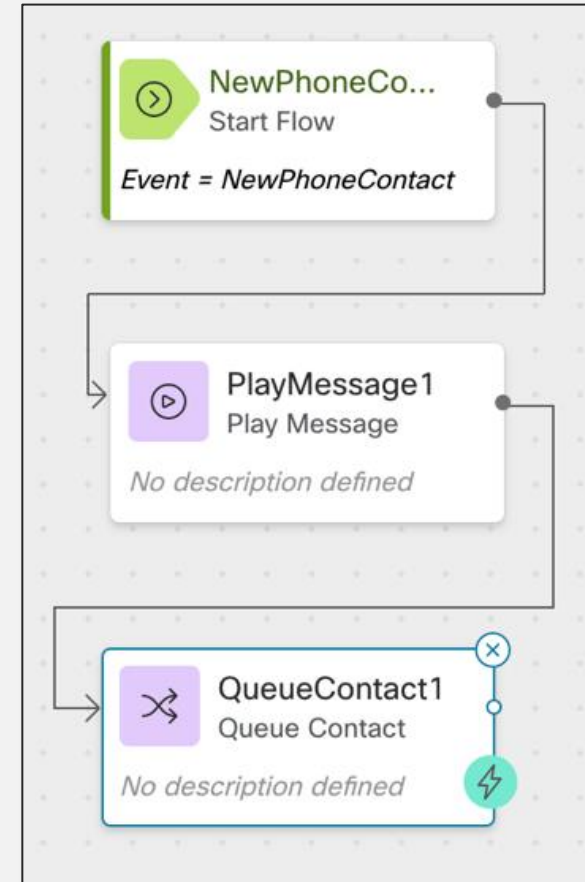 NewPhoneCo...
Start Flow
Event = NewPhoneContact
PlayMessage1
Play Message
No description defined
QueueContact1
Queue Contact
No description defined